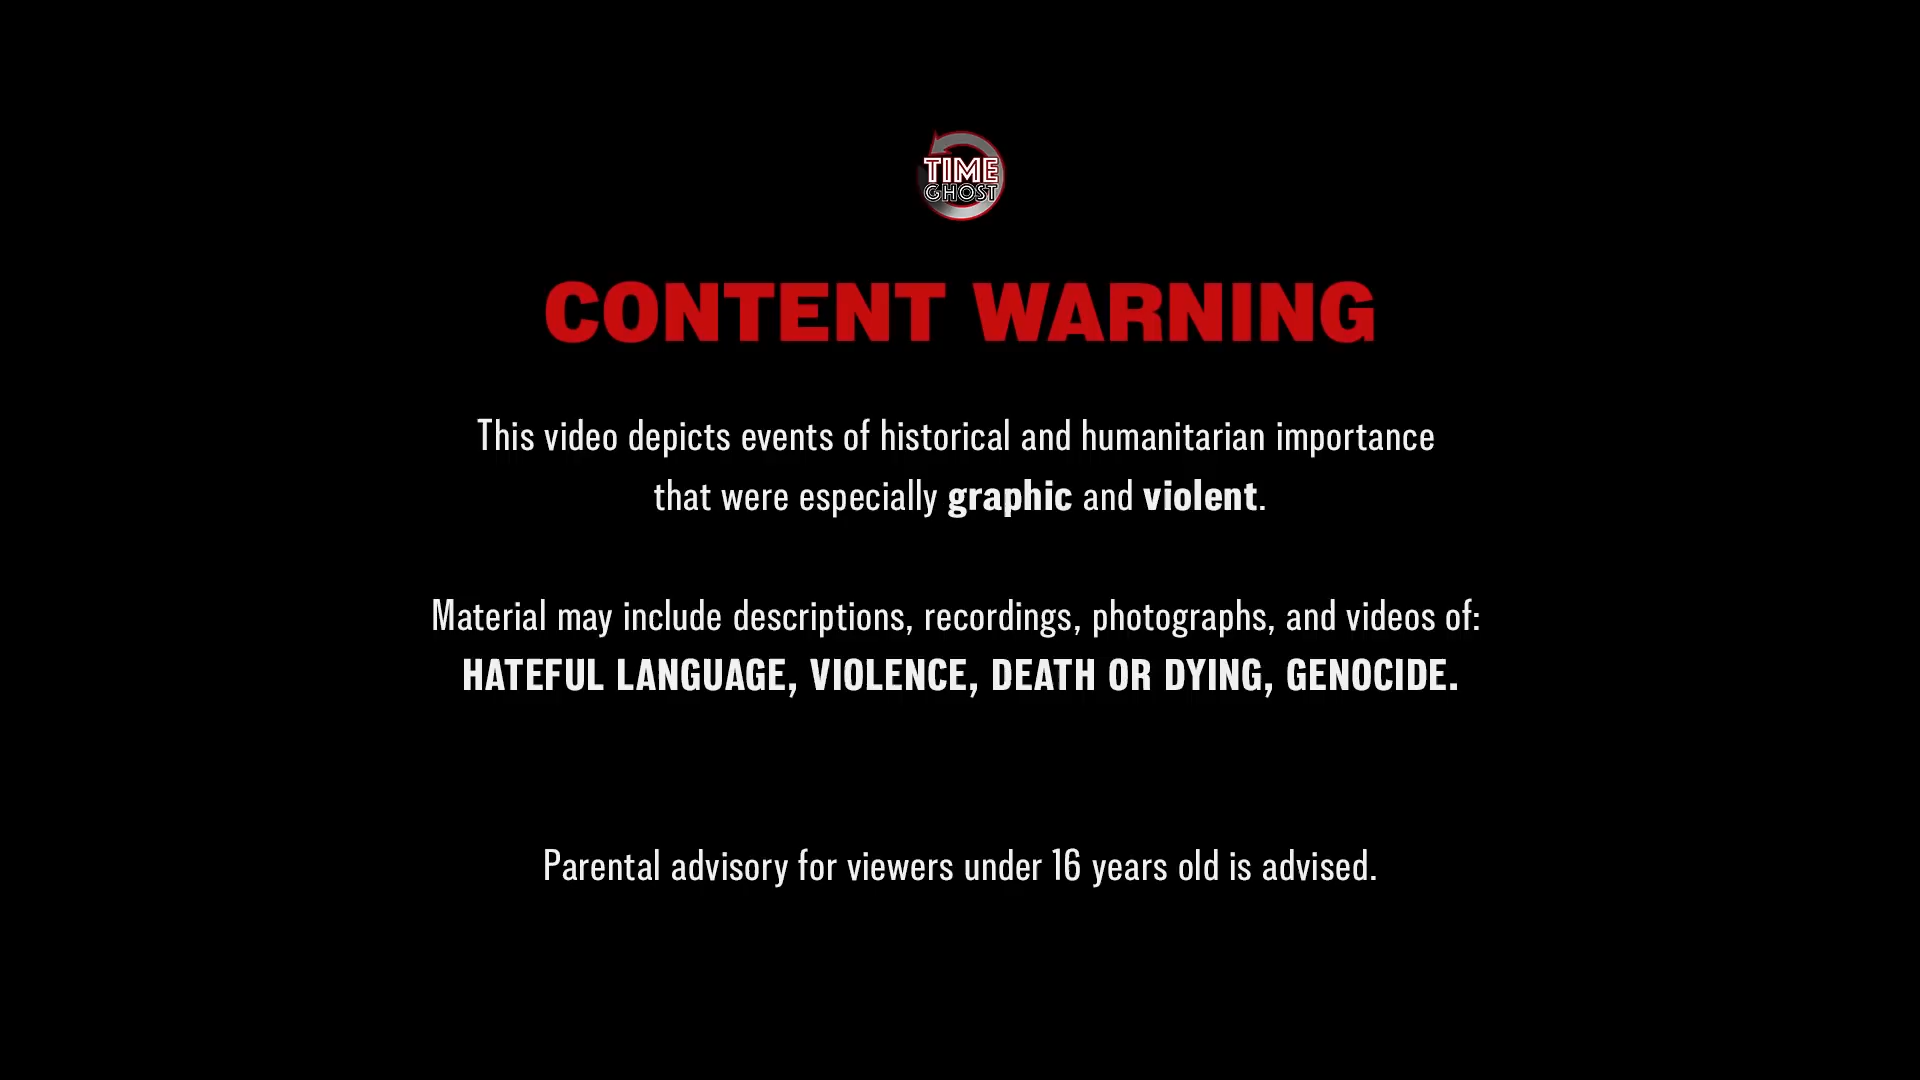 TIME
GHOST
CONTENT WARNING
This video depicts events of historical and humanitarian importance
that were especially graphic and violent.
Material may include descriptions, recordings, photographs, and videos of:
HATEFUL LANGUAGE, VIOLENCE, DEATH OR DYING, GENOCIDE.
Parental advisory for viewers under 16 years old is advised.